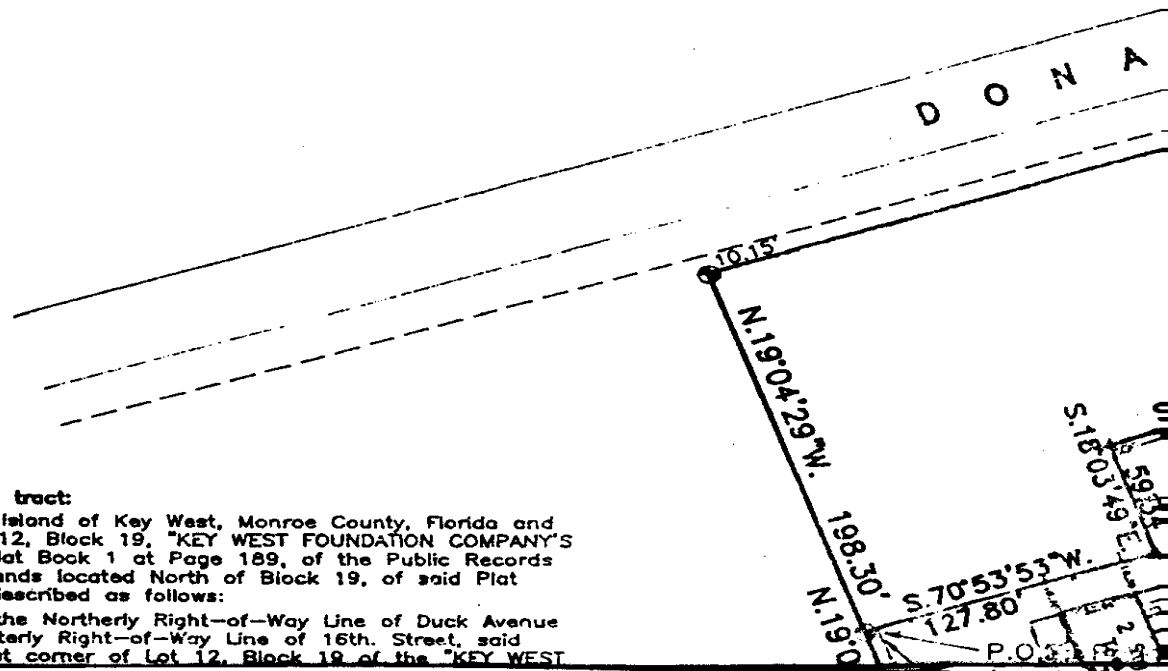 D O N A
10.15'
N.19°04'29"W.
198.30'
S.18°03'49"E.
59.34
S.70°53'53"W.
127.80'
N.19°0
P.O.
tract:
Island of Key West, Monroe County, Florida and
12, Block 19, "KEY WEST FOUNDATION COMPANY'S
lat Book 1 at Page 189, of the Public Records
ands located North of Block 19, of said Plat
described as follows:
the Northerly Right-of-Way Line of Duck Avenue
terly Right-of-Way Line of 16th. Street, said
t corner of Lot 12, Block 19 of the "KEY WEST